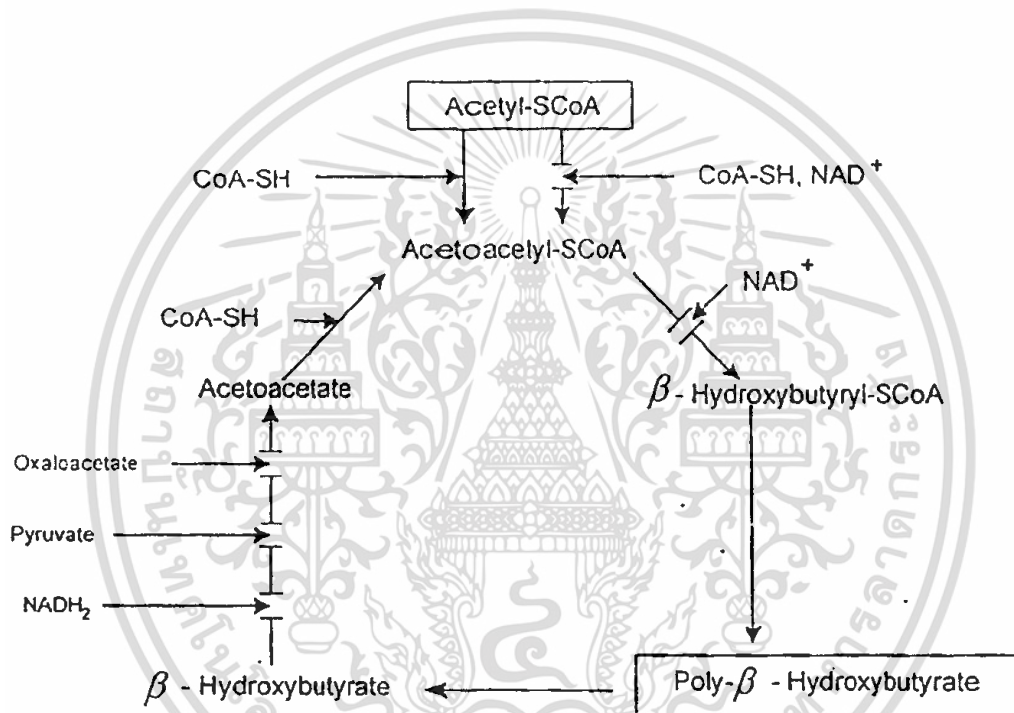 Acetyl-SCoA
CoA-SH
CoA-SH, NAD⁺
Acetoacelyl-SCoA
NAD⁺
CoA-SH
Acetoacetate
β - Hydroxybutyryl-SCoA
Oxaloacetate
Pyruvate
NADH₂
β - Hydroxybutyrate
Poly-β - Hydroxybutyrate